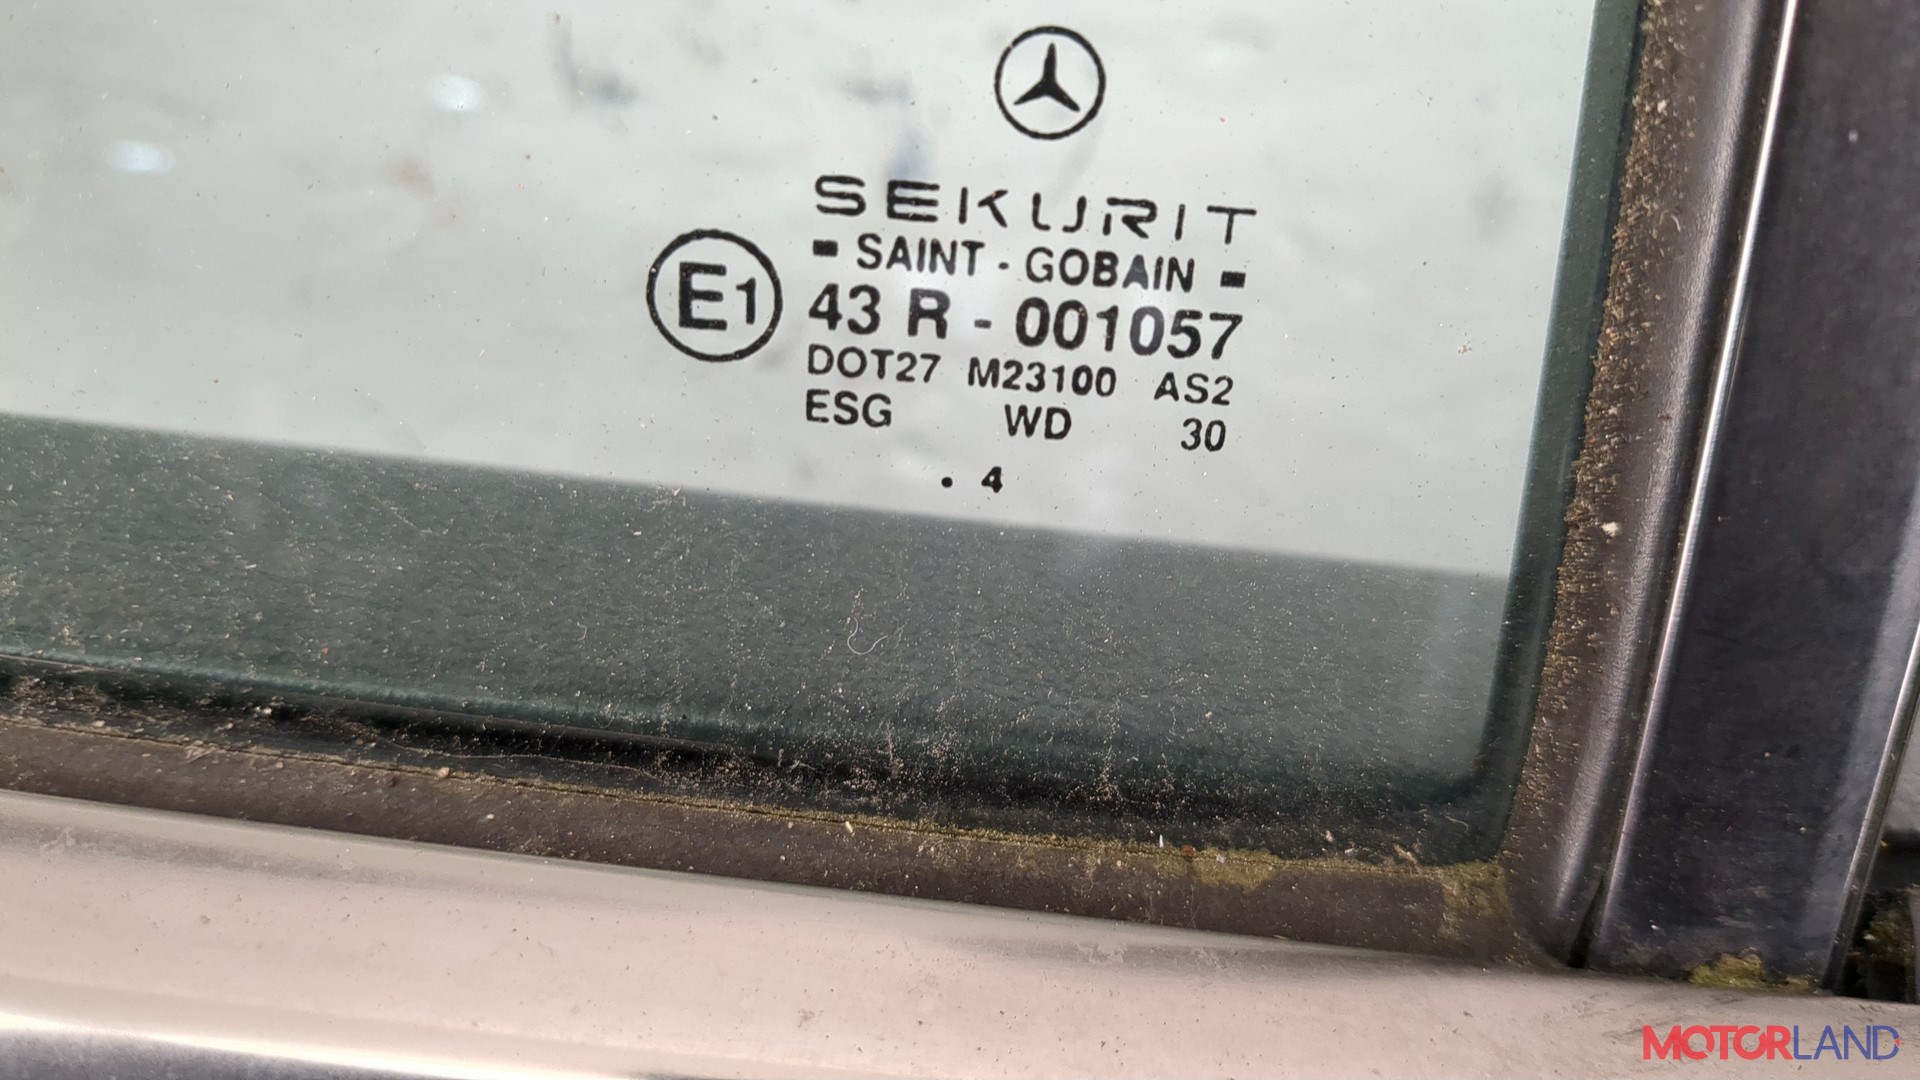 SEKURIT
- SAINT - GOBAIN -
E1 43 R - 001057
DOT27 M23100 AS2
ESG WD 30
. 4
MOTORLAND